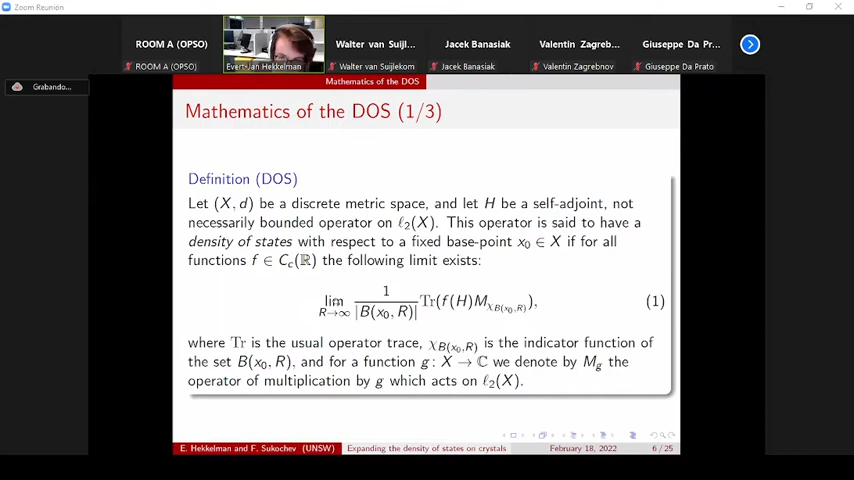 Zoom Reunión
ROOM A (OPSO)
Walter van Suijl...
Jacek Banasiak
Valentin Zagreb...
Giuseppe Da Pr...
ROOM A (OPSO)
Evert-Jan Hekkelman
Walter van Suijlekom
Jacek Banasiak
Valentin Zagrebnov
Giuseppe Da Prato
Grabando...
Mathematics of the DOS
Mathematics of the DOS (1/3)
Definition (DOS)
Let (X, d) be a discrete metric space, and let H be a self-adjoint, not
necessarily bounded operator on ℓ₂(X). This operator is said to have a
density of states with respect to a fixed base-point x₀ ∈ X if for all
functions f ∈ C_c(ℝ) the following limit exists:
lim_{R→∞} 1/|B(x₀, R)| Tr(f(H)M_{χ_{B(x₀,R)}}), (1)
where Tr is the usual operator trace, χ_{B(x₀,R)} is the indicator function of
the set B(x₀, R), and for a function g: X → ℂ we denote by M_g the
operator of multiplication by g which acts on ℓ₂(X).
E. Hekkelman and F. Sukochev (UNSW)
Expanding the density of states on crystals
February 18, 2022
6 / 25